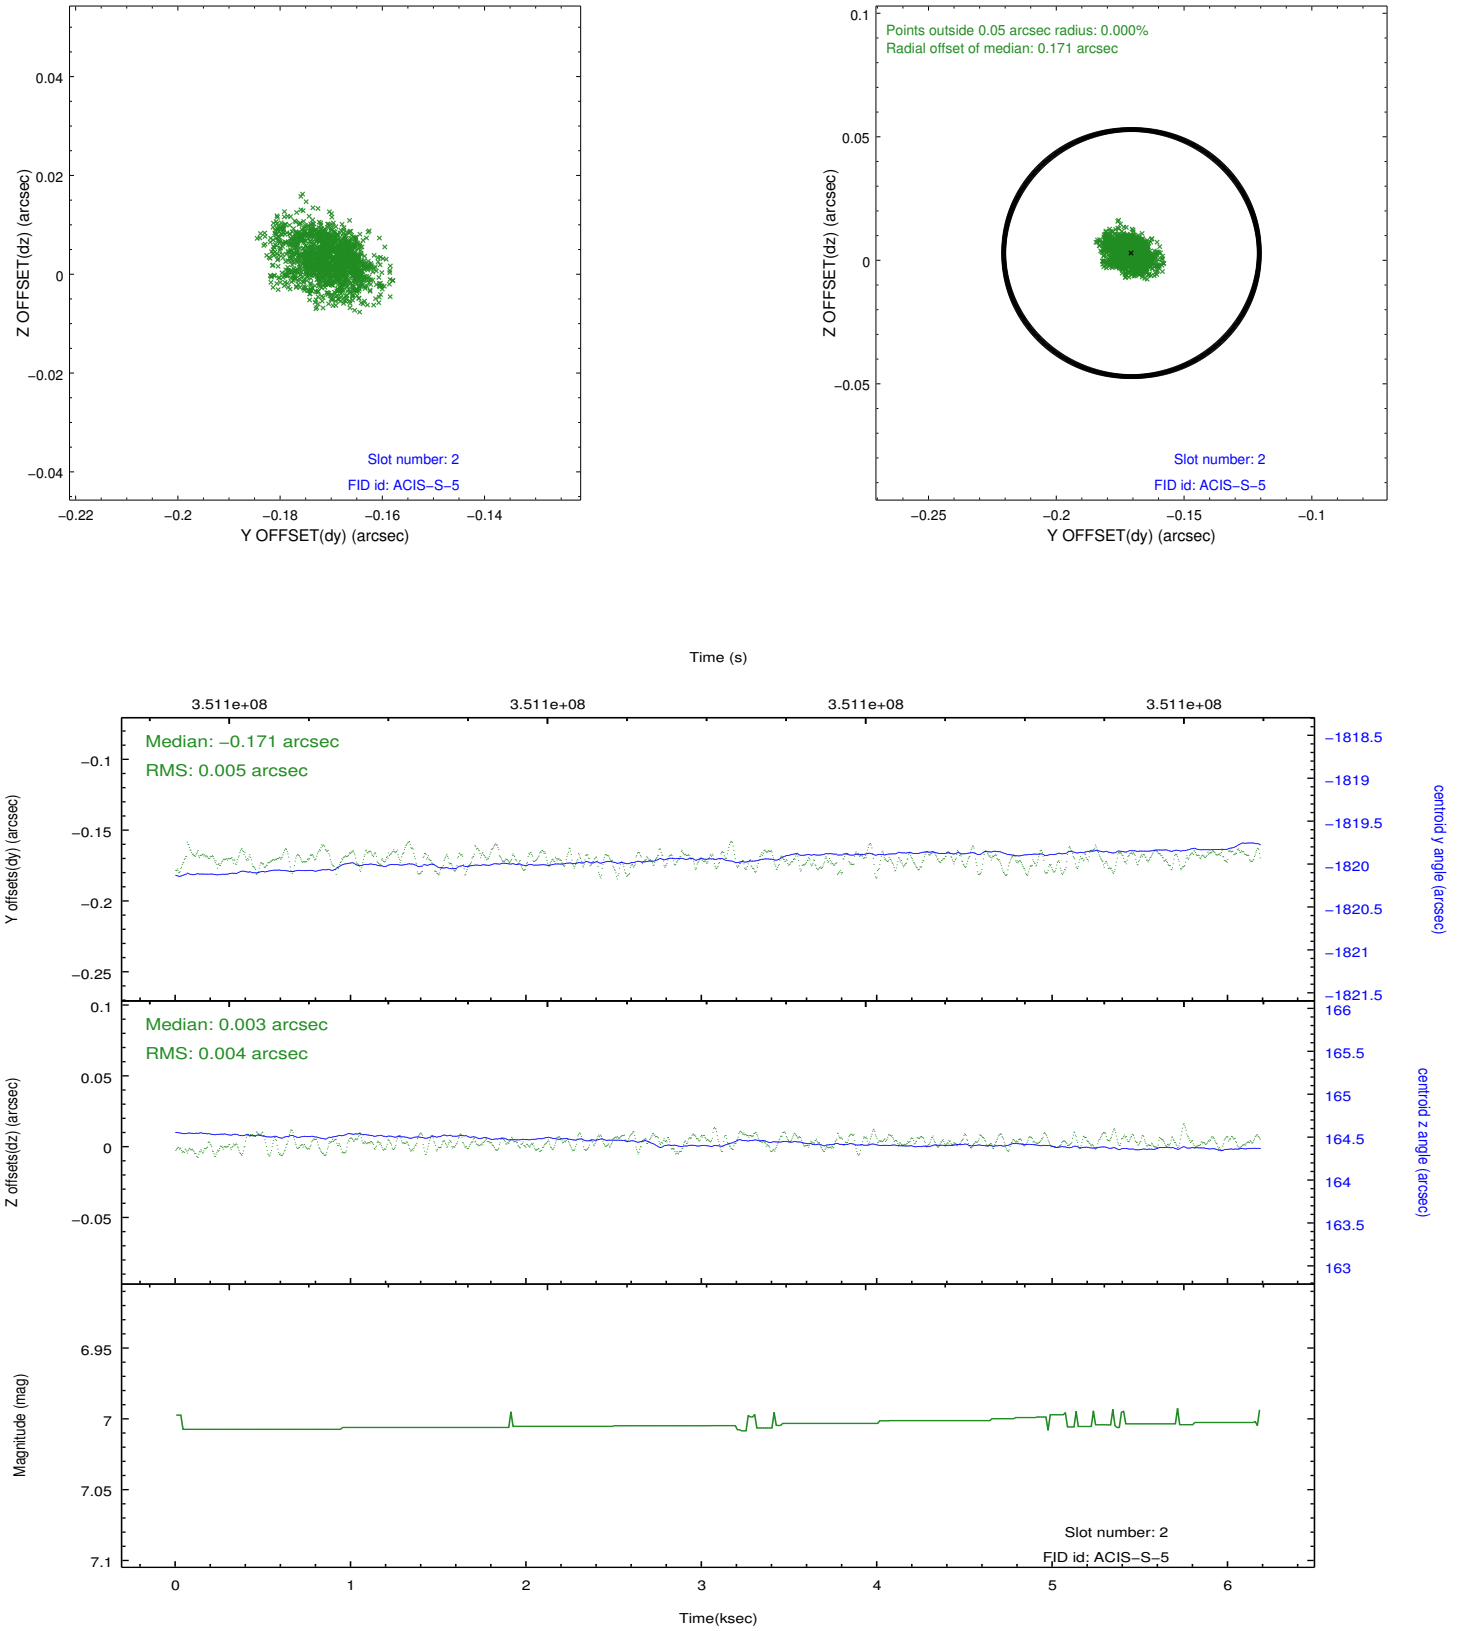 0.04
0.02
0
−0.02
−0.04
Z OFFSET(dz) (arcsec)
Slot number: 2
FID id: ACIS−S−5
−0.22
−0.2
−0.18
−0.16
−0.14
Y OFFSET(dy) (arcsec)
0.1
0.05
0
−0.05
Z OFFSET(dz) (arcsec)
Points outside 0.05 arcsec radius: 0.000%
Radial offset of median: 0.171 arcsec
Slot number: 2
FID id: ACIS−S−5
−0.25
−0.2
−0.15
−0.1
Y OFFSET(dy) (arcsec)
Time (s)
3.511e+08
3.511e+08
3.511e+08
3.511e+08
Median: −0.171 arcsec
RMS: 0.005 arcsec
−0.1
−0.15
−0.2
−0.25
Y offsets(dy) (arcsec)
−1818.5
−1819
−1819.5
−1820
−1820.5
−1821
−1821.5
centroid y angle (arcsec)
Median: 0.003 arcsec
RMS: 0.004 arcsec
0.1
0.05
0
−0.05
Z offsets(dz) (arcsec)
166
165.5
165
164.5
164
163.5
163
centroid z angle (arcsec)
6.95
7
7.05
7.1
Magnitude (mag)
Slot number: 2
FID id: ACIS−S−5
0
1
2
3
4
5
6
Time(ksec)